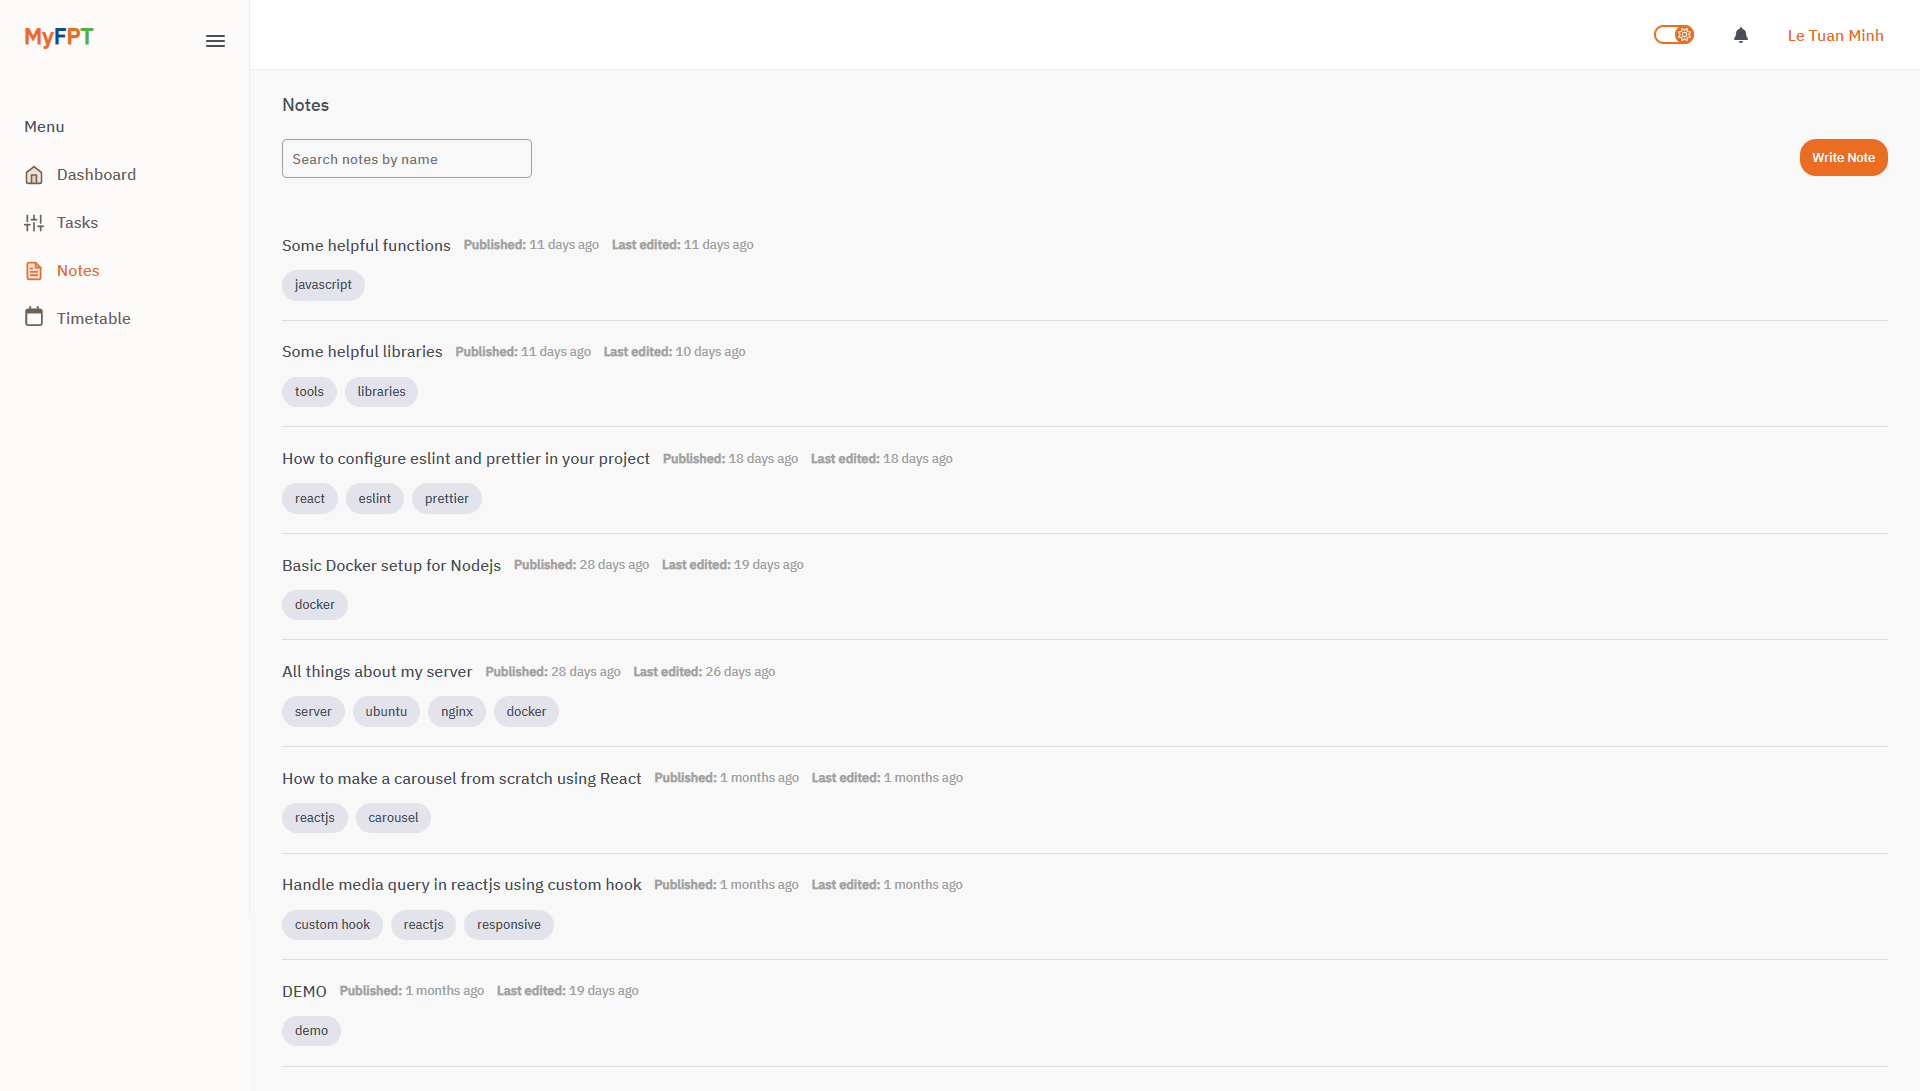 MyFPT
Le Tuan Minh
Menu
Dashboard
Tasks
Notes
Timetable
Notes
Search notes by name
Write Note
Some helpful functions Published: 11 days ago Last edited: 11 days ago
javascript
Some helpful libraries Published: 11 days ago Last edited: 10 days ago
tools libraries
How to configure eslint and prettier in your project Published: 18 days ago Last edited: 18 days ago
react eslint prettier
Basic Docker setup for Nodejs Published: 28 days ago Last edited: 19 days ago
docker
All things about my server Published: 28 days ago Last edited: 26 days ago
server ubuntu nginx docker
How to make a carousel from scratch using React Published: 1 months ago Last edited: 1 months ago
reactjs carousel
Handle media query in reactjs using custom hook Published: 1 months ago Last edited: 1 months ago
custom hook reactjs responsive
DEMO Published: 1 months ago Last edited: 19 days ago
demo